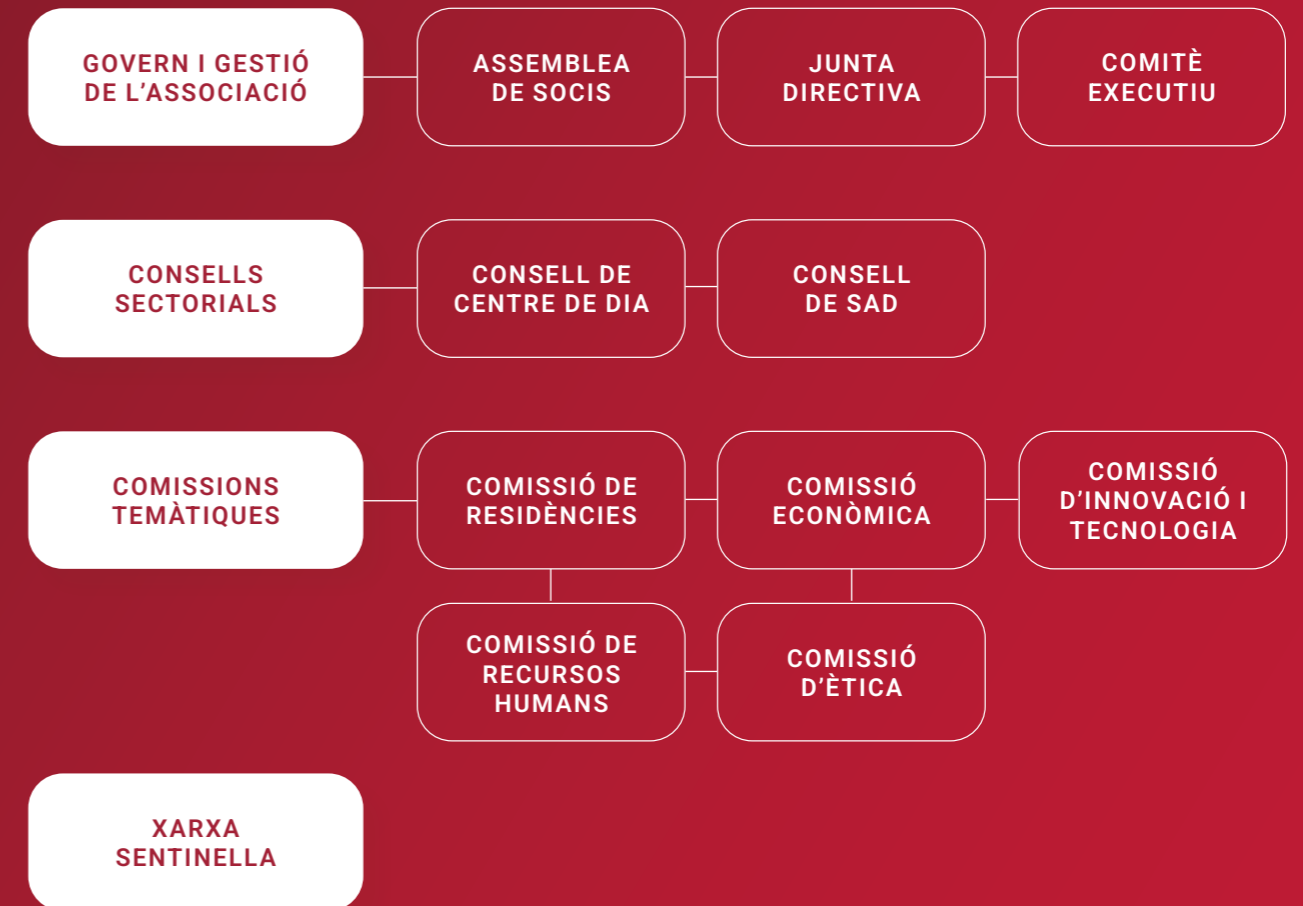 GOVERN I GESTIÓ
DE L'ASSOCIACIÓ
ASSEMBLEA
DE SOCIS
JUNTA
DIRECTIVA
COMITÈ
EXECUTIU
CONSELLS
SECTORIALS
CONSELL DE
CENTRE DE DIA
CONSELL
DE SAD
COMISSIONS
TEMÀTIQUES
COMISSIÓ DE
RESIDÈNCIES
COMISSIÓ
ECONÒMICA
COMISSIÓ
D'INNOVACIÓ I
TECNOLOGIA
COMISSIÓ DE
RECURSOS
HUMANS
COMISSIÓ
D'ÈTICA
XARXA
SENTINELLA